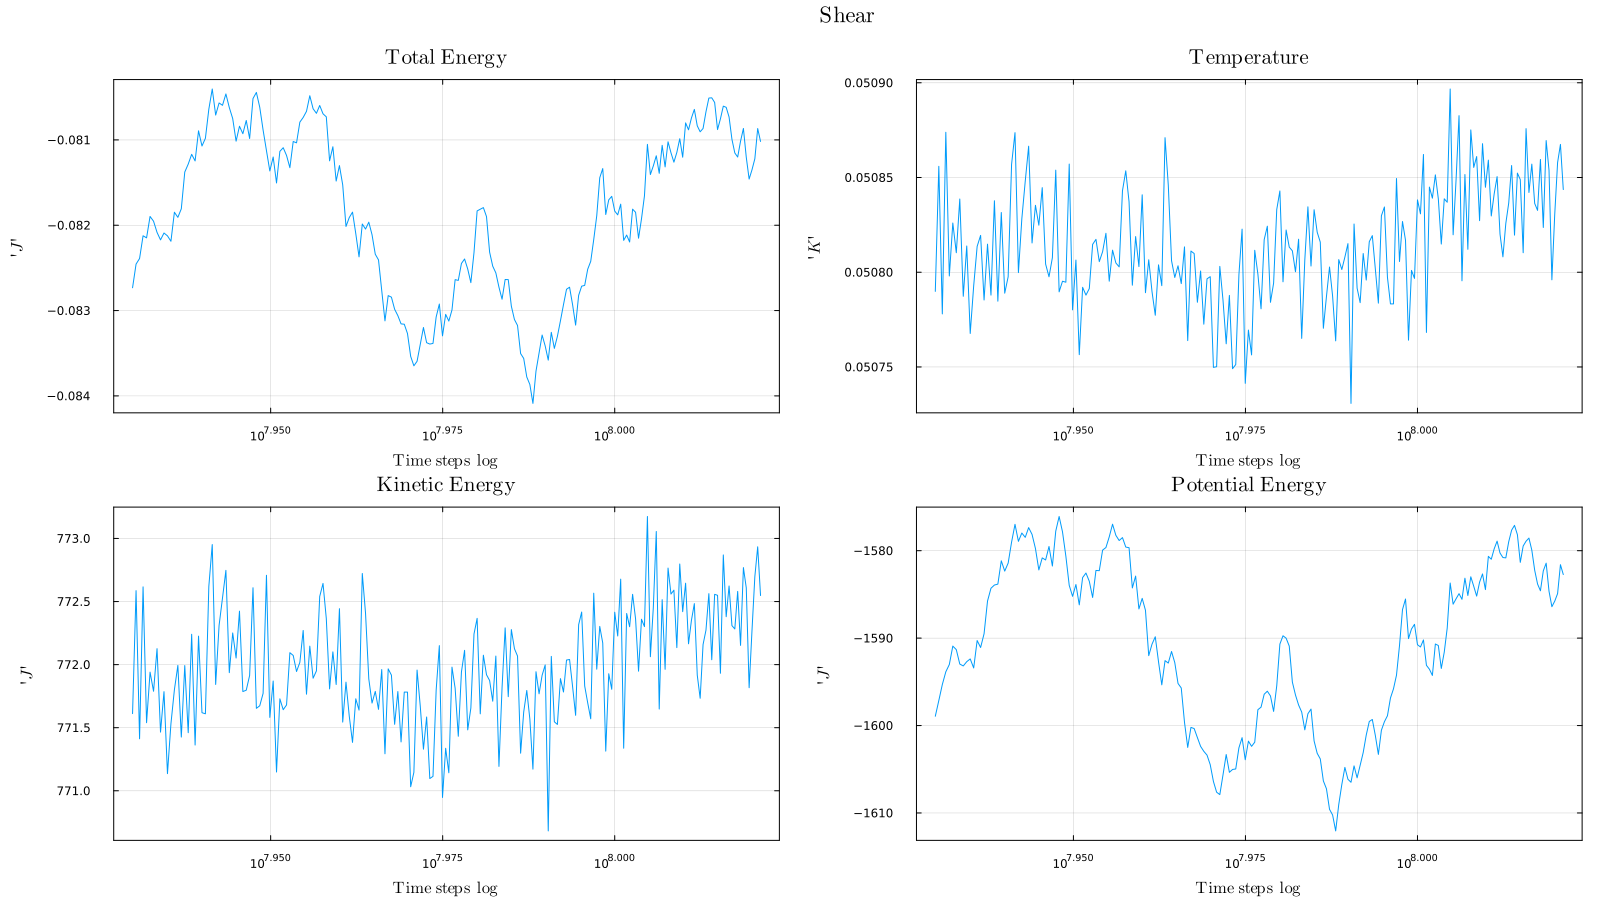 Shear
Total Energy
-0.081
-0.082
-0.083
-0.084
'J'
10^7.950 10^7.975 10^8.000
Time steps log
Temperature
0.05090
0.05085
0.05080
0.05075
'K'
10^7.950 10^7.975 10^8.000
Time steps log
Kinetic Energy
773.0
772.5
772.0
771.5
771.0
'J'
10^7.950 10^7.975 10^8.000
Time steps log
Potential Energy
-1580
-1590
-1600
-1610
'J'
10^7.950 10^7.975 10^8.000
Time steps log